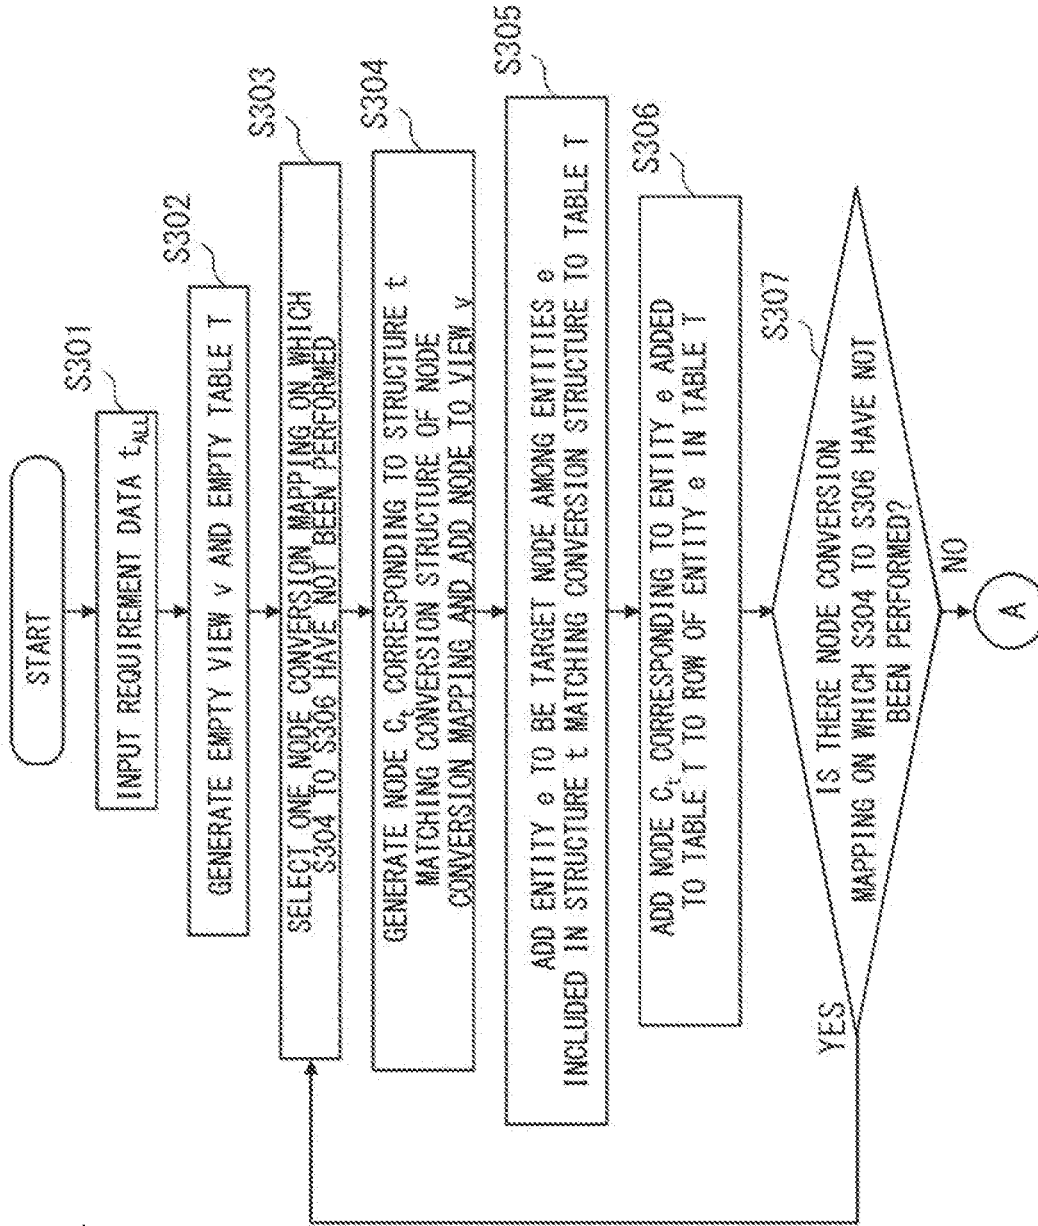 START
S301
INPUT REQUIREMENT DATA tALL
S302
GENERATE EMPTY VIEW v AND EMPTY TABLE T
S303
SELECT ONE NODE CONVERSION MAPPING ON WHICH
S304 TO S306 HAVE NOT BEEN PERFORMED
S304
GENERATE NODE Ct CORRESPONDING TO STRUCTURE t
MATCHING CONVERSION STRUCTURE OF NODE
CONVERSION MAPPING AND ADD NODE TO VIEW v
S305
ADD ENTITY e TO BE TARGET NODE AMONG ENTITIES e
INCLUDED IN STRUCTURE t MATCHING CONVERSION STRUCTURE TO TABLE T
S306
ADD NODE Ct CORRESPONDING TO ENTITY e ADDED
TO TABLE T TO ROW OF ENTITY e IN TABLE T
S307
IS THERE NODE CONVERSION
MAPPING ON WHICH S304 TO S306 HAVE NOT
BEEN PERFORMED?
YES
NO
A